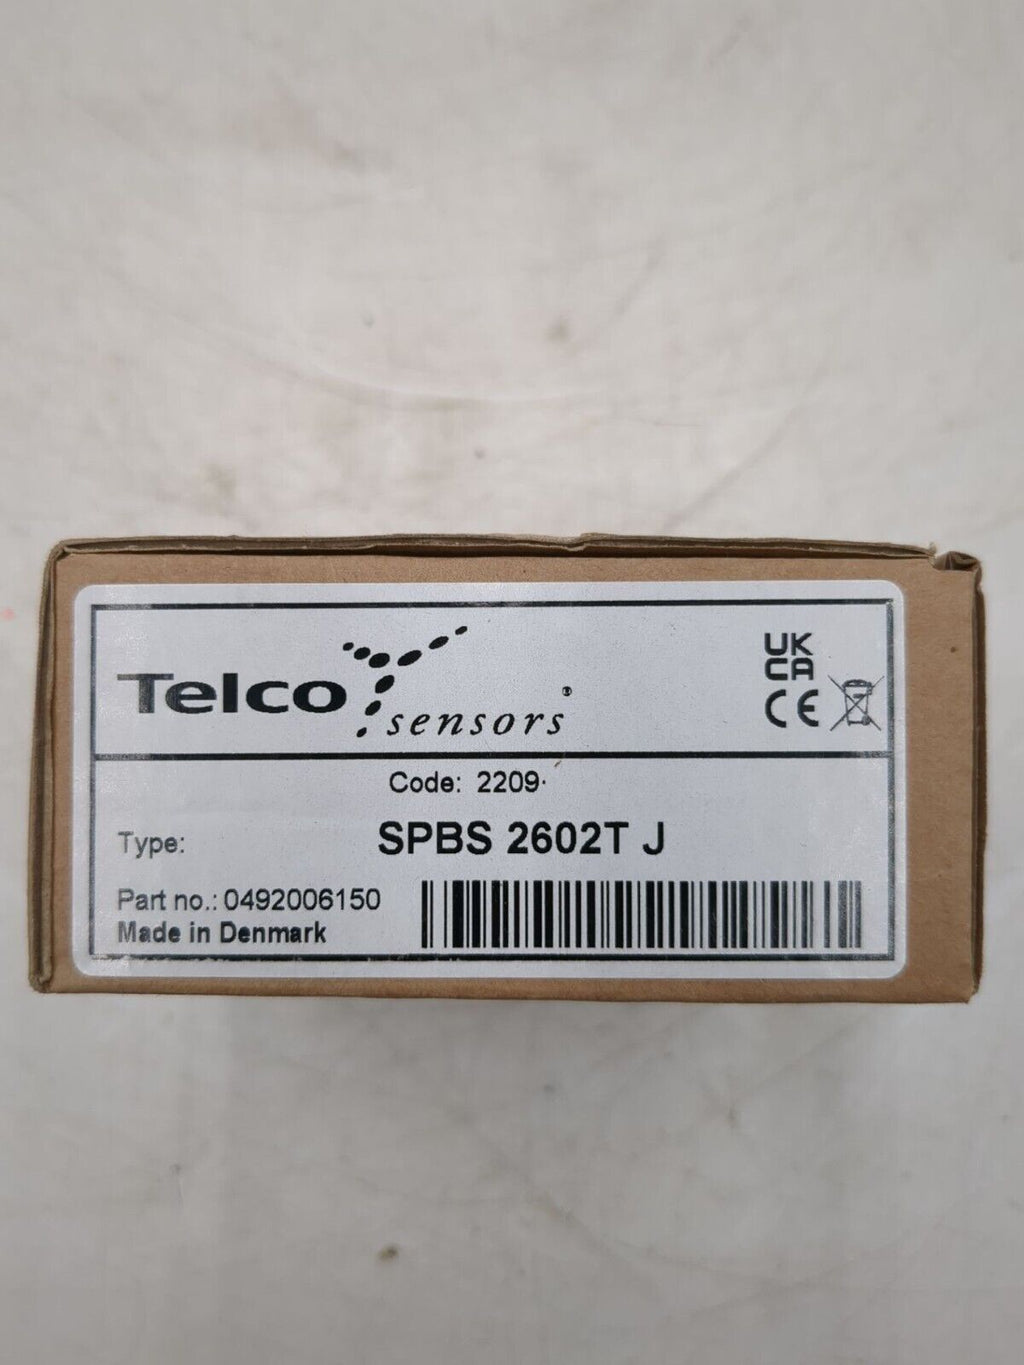 Telco sensors®
UK
CA
CE
Code: 2209
Type: SPBS 2602T J
Part no.: 0492006150
Made in Denmark